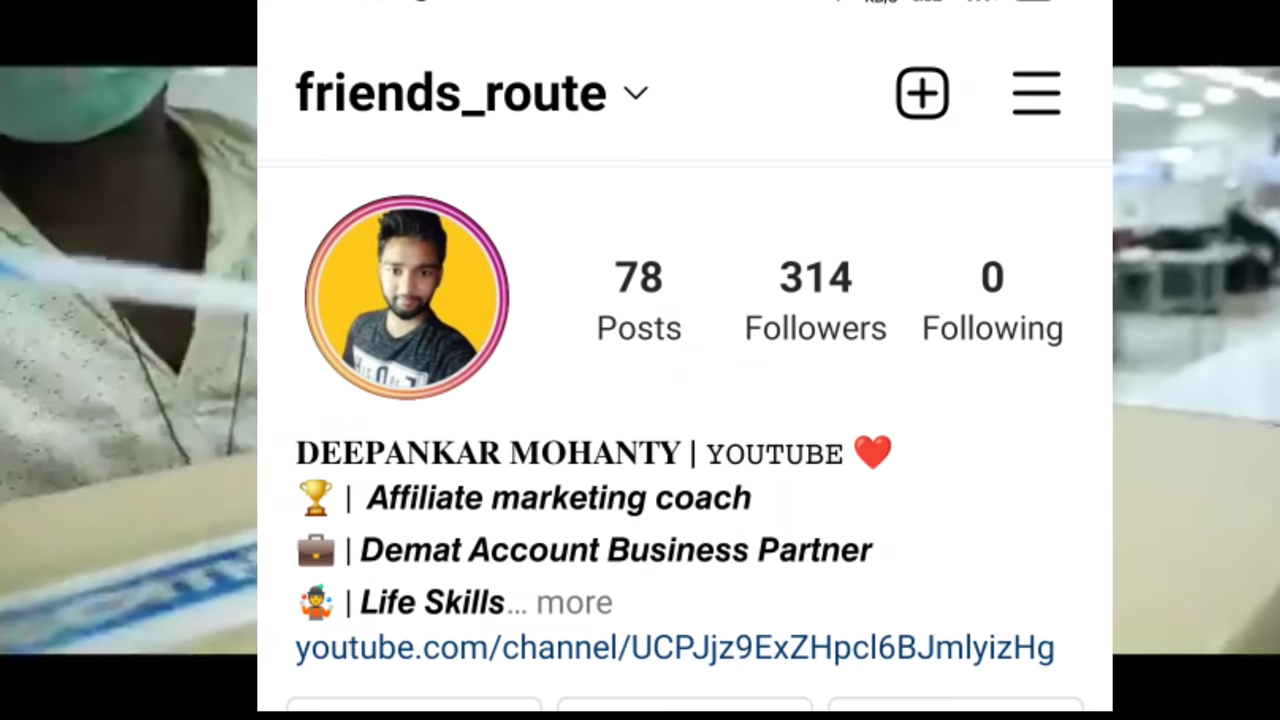 friends_route
78 314 0
Posts Followers Following
DEEPANKAR MOHANTY | YOUTUBE ❤️
🏆 | Affiliate marketing coach
💼 | Demat Account Business Partner
🤹 | Life Skills... more
youtube.com/channel/UCPJjz9ExZHpcl6BJmlyizHg